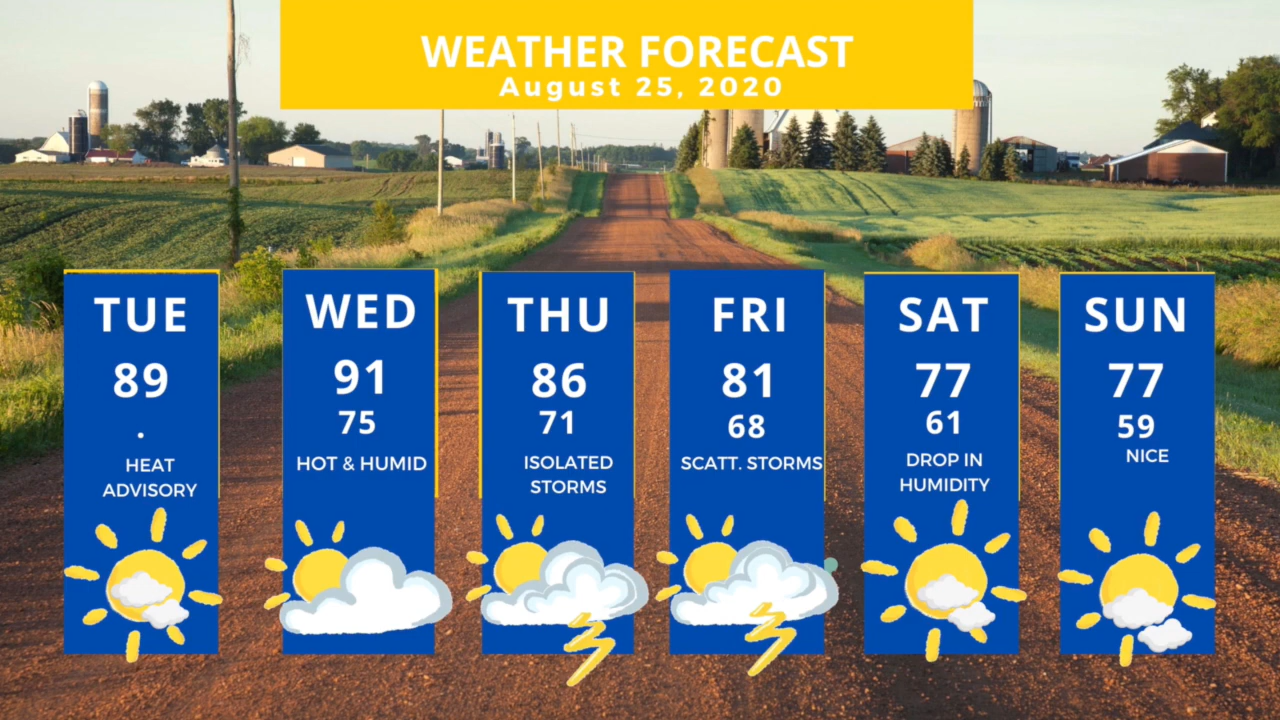 WEATHER FORECAST
August 25, 2020
TUE
89
.
HEAT
ADVISORY
WED
91
75
HOT & HUMID
THU
86
71
ISOLATED
STORMS
FRI
81
68
SCATT. STORMS
SAT
77
61
DROP IN
HUMIDITY
SUN
77
59
NICE